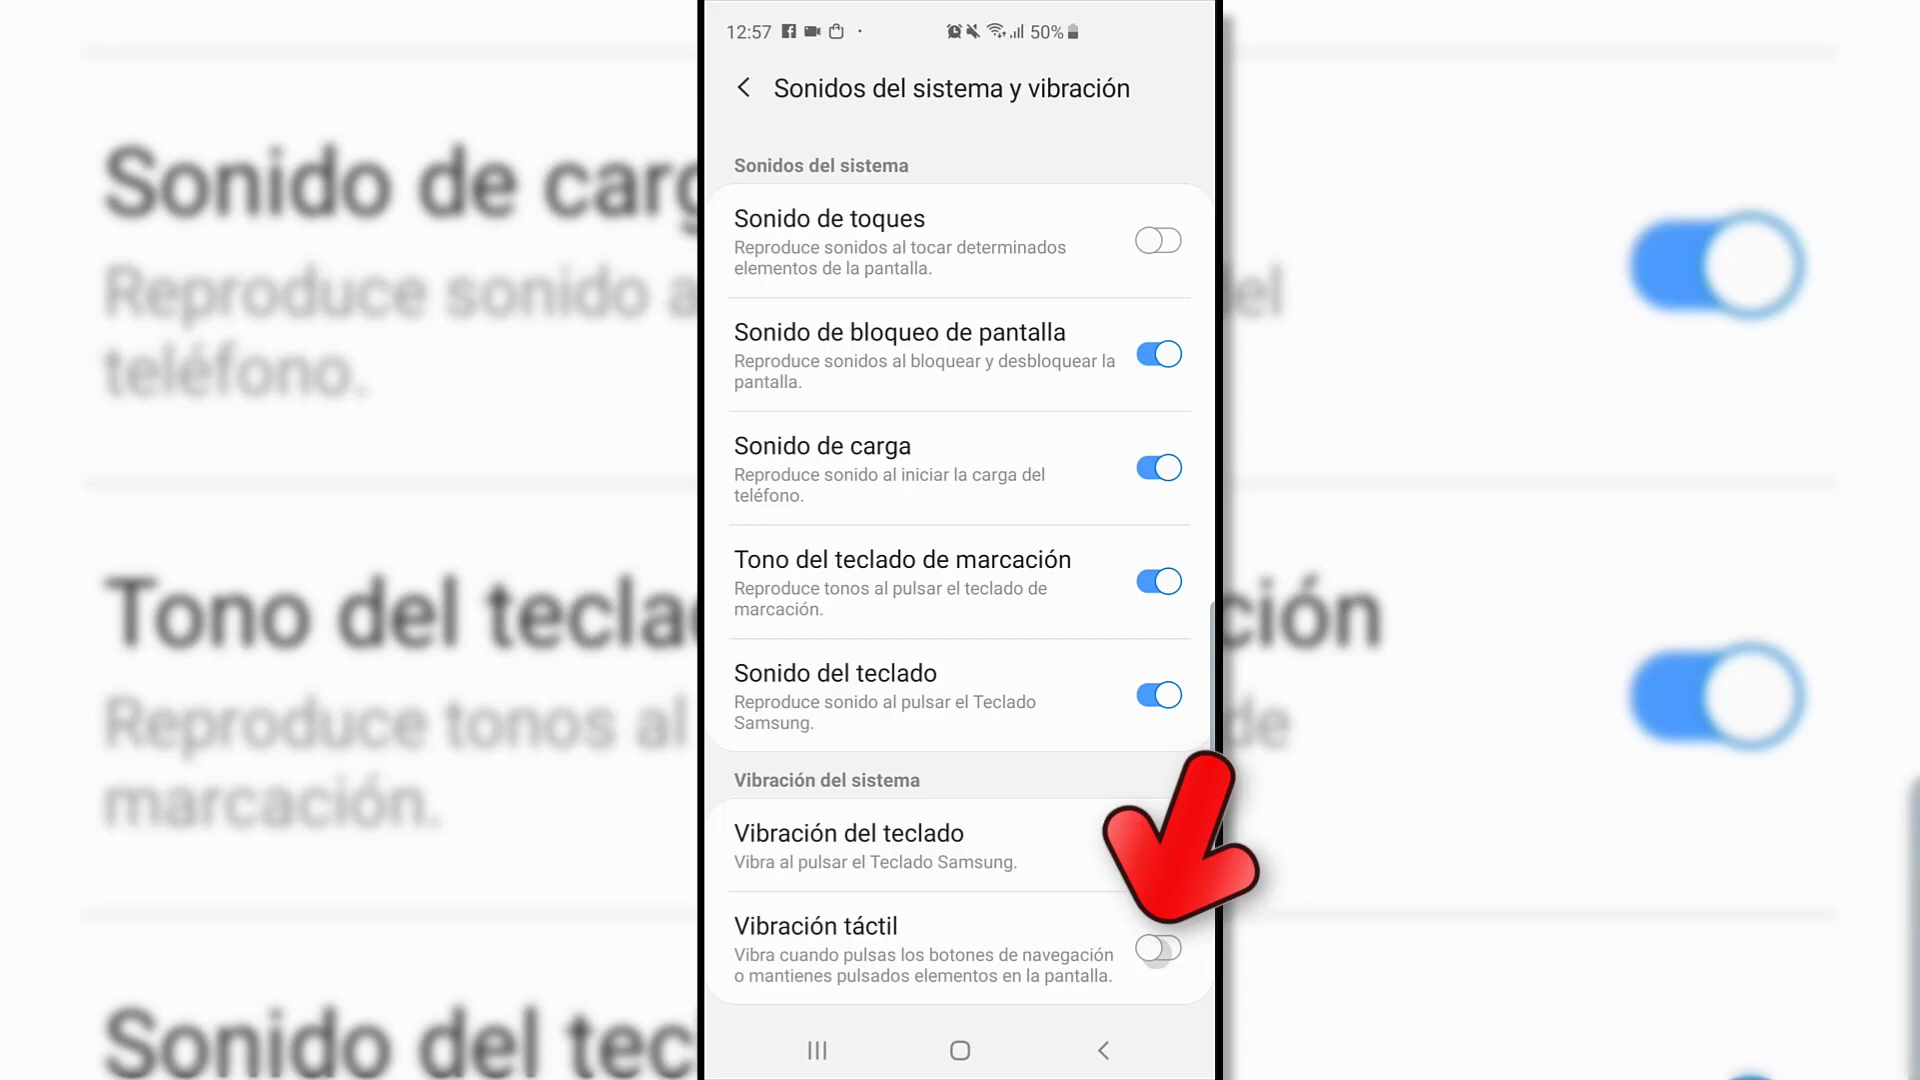 12:57
50%
Sonidos del sistema y vibración
Sonidos del sistema
Sonido de toques
Reproduce sonidos al tocar determinados
elementos de la pantalla.
Sonido de bloqueo de pantalla
Reproduce sonidos al bloquear y desbloquear la
pantalla.
Sonido de carga
Reproduce sonido al iniciar la carga del
teléfono.
Tono del teclado de marcación
Reproduce tonos al pulsar el teclado de
marcación.
Sonido del teclado
Reproduce sonido al pulsar el Teclado
Samsung.
Vibración del sistema
Vibración del teclado
Vibra al pulsar el Teclado Samsung.
Vibración táctil
Vibra cuando pulsas los botones de navegación
o mantienes pulsados elementos en la pantalla.
Sonido de carg
Reproduce sonido a
del
teléfono.
Tono del tecla
ción
Reproduce tonos al
de
marcación.
Sonido del tec